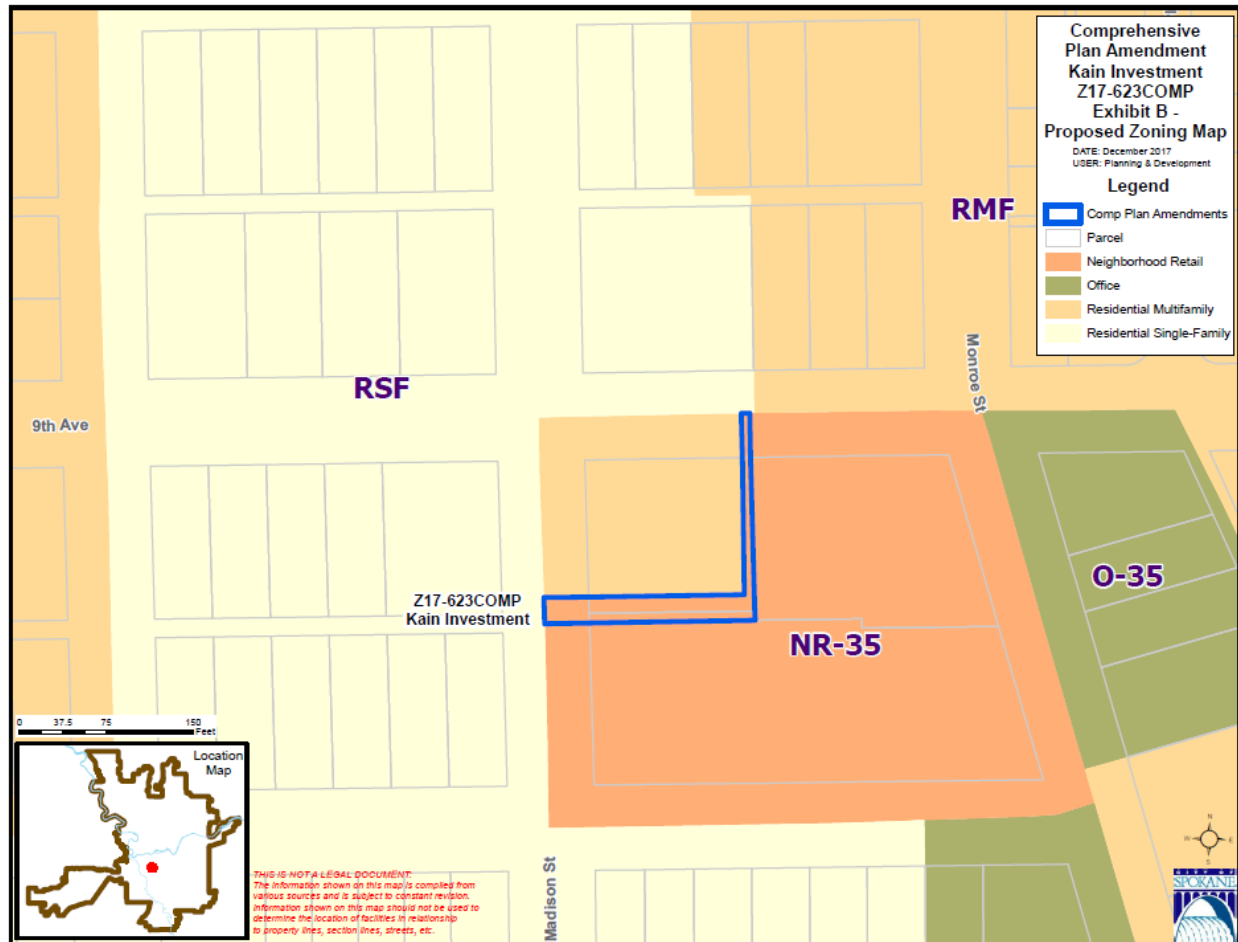 Comprehensive
Plan Amendment
Kain Investment
Z17-623COMP
Exhibit B -
Proposed Zoning Map
DATE: December 2017
USER: Planning & Development
Legend
Comp Plan Amendments
Parcel
Neighborhood Retail
Office
Residential Multifamily
Residential Single-Family
RMF
Monroe St
RSF
9th Ave
O-35
Z17-623COMP
Kain Investment
NR-35
0 37.5 75 150
Feet
Location
Map
Madison St
THIS IS NOT A LEGAL DOCUMENT:
The information shown on this map is compiled from
various sources and is subject to constant revision.
Information shown on this map should not be used to
determine the location of facilities in relationship
to property lines, section lines, streets, etc.
N
W E
S
CITY OF
SPOKANE